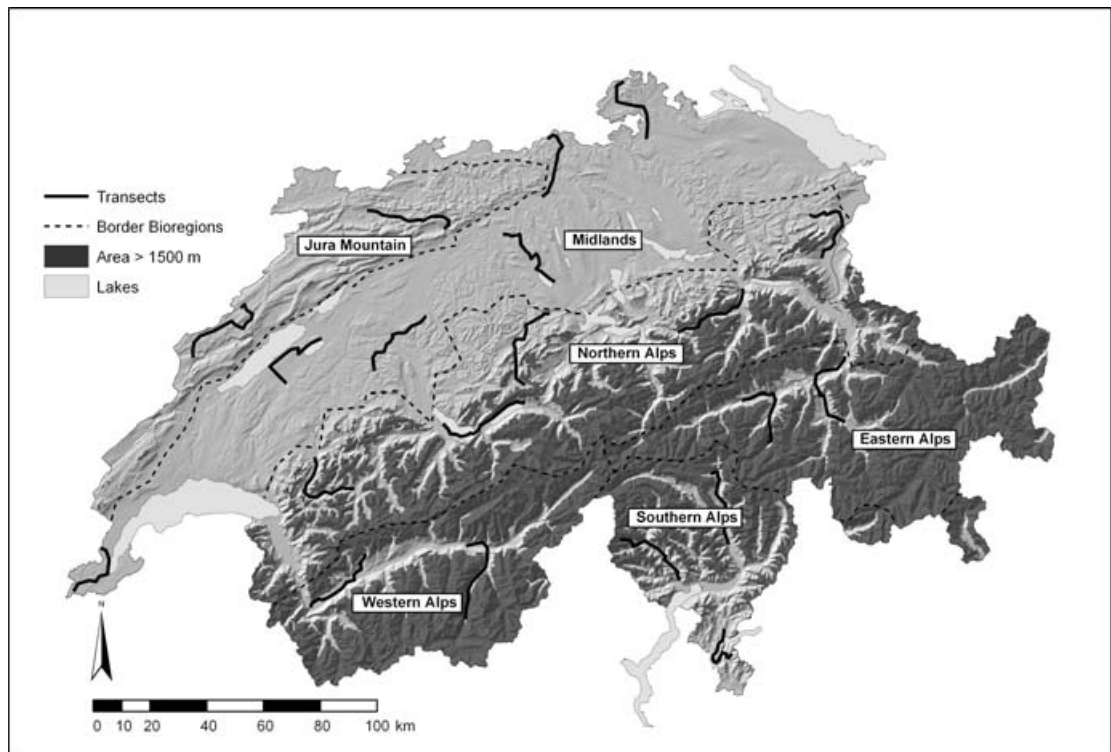 Transects
Border Bioregions
Area > 1500 m
Lakes
Jura Mountain
Midlands
Northern Alps
Eastern Alps
Southern Alps
Western Alps
N
0 10 20 40 60 80 100 km